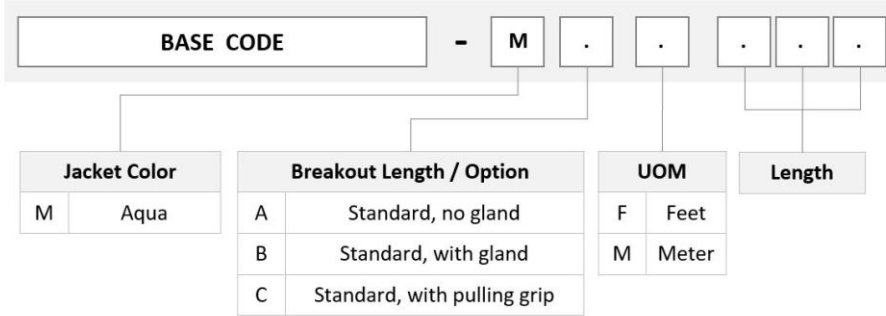 BASE CODE - M . . . . .
Jacket Color
M Aqua
Breakout Length / Option
A Standard, no gland
B Standard, with gland
C Standard, with pulling grip
UOM
F Feet
M Meter
Length